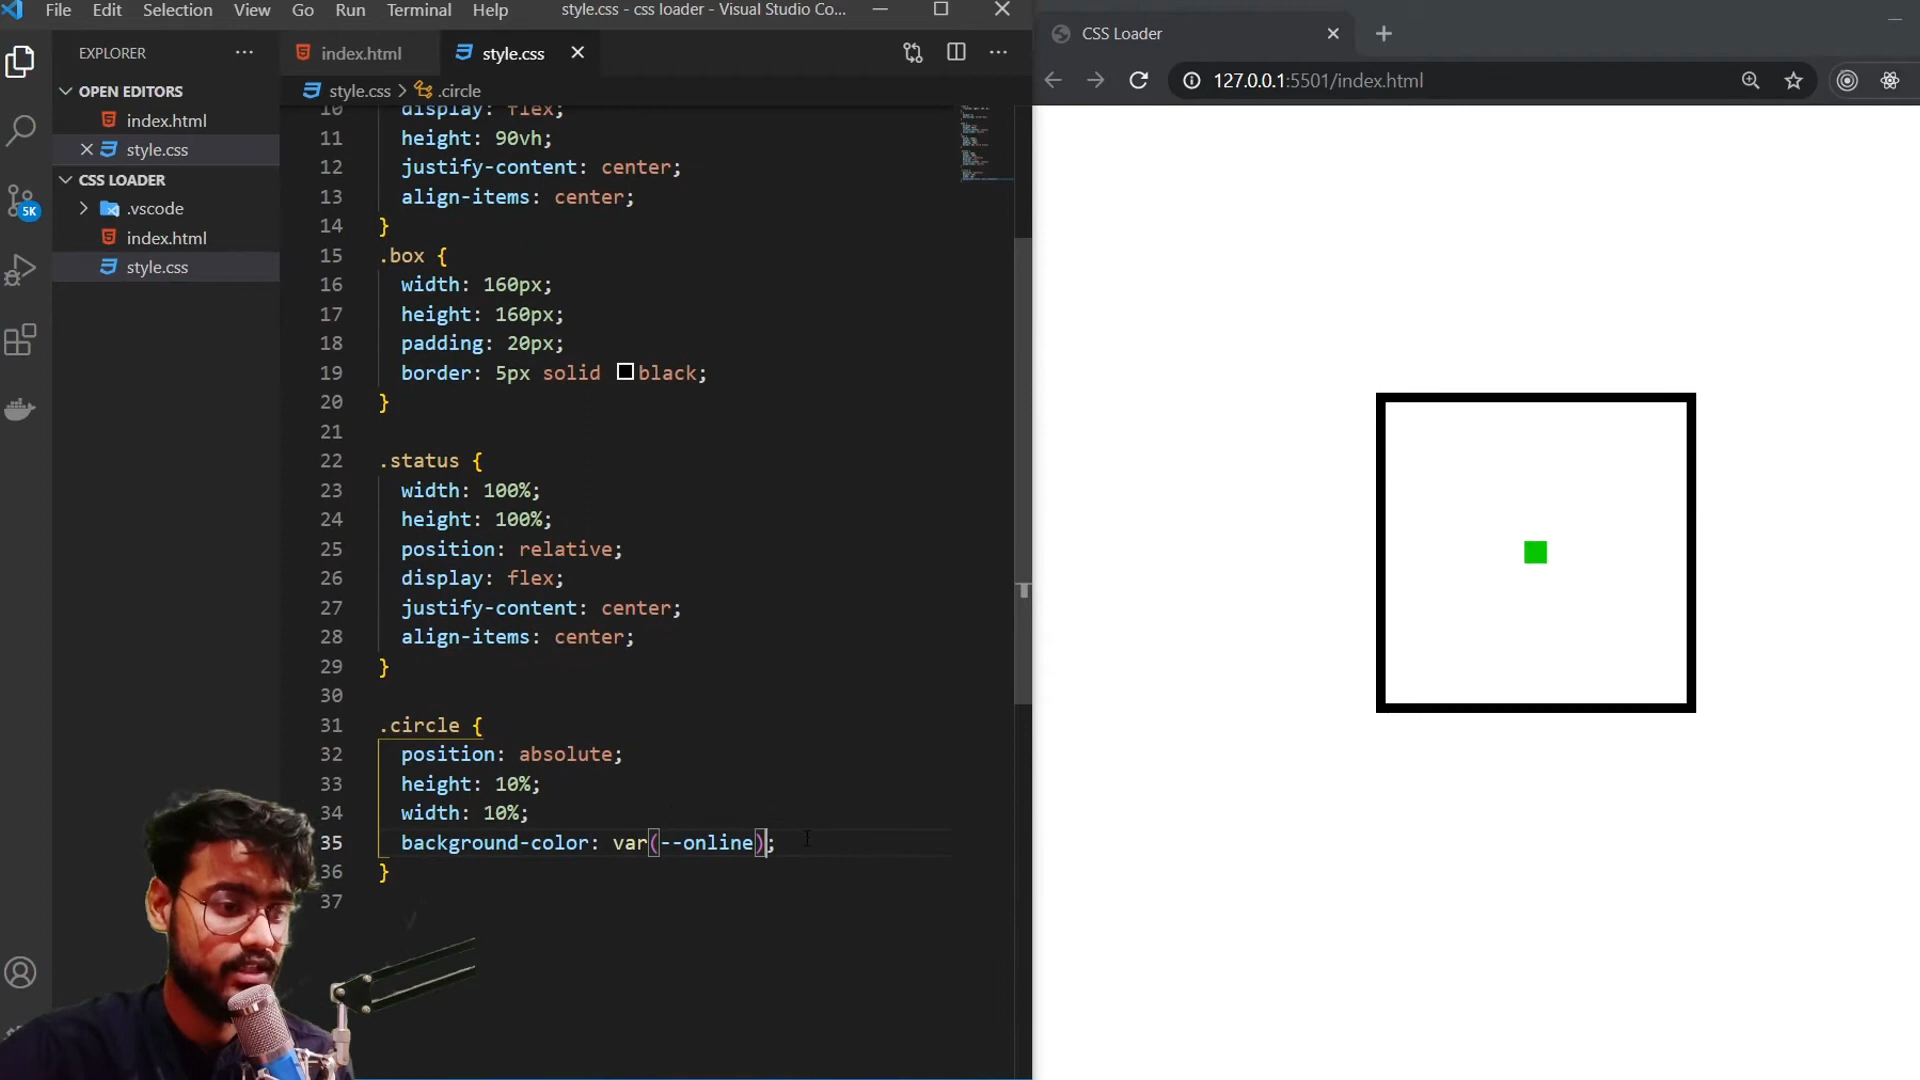 File Edit Selection View Go Run Terminal Help style.css - css loader - Visual Studio Co...
EXPLORER
OPEN EDITORS
index.html
style.css
CSS LOADER
.vscode
index.html
style.css
5K
index.html style.css
style.css > .circle
10 display: flex;
11 height: 90vh;
12 justify-content: center;
13 align-items: center;
14 }
15 .box {
16 width: 160px;
17 height: 160px;
18 padding: 20px;
19 border: 5px solid black;
20 }
21
22 .status {
23 width: 100%;
24 height: 100%;
25 position: relative;
26 display: flex;
27 justify-content: center;
28 align-items: center;
29 }
30
31 .circle {
32 position: absolute;
33 height: 10%;
34 width: 10%;
35 background-color: var(--online);
36 }
37
CSS Loader
127.0.0.1:5501/index.html